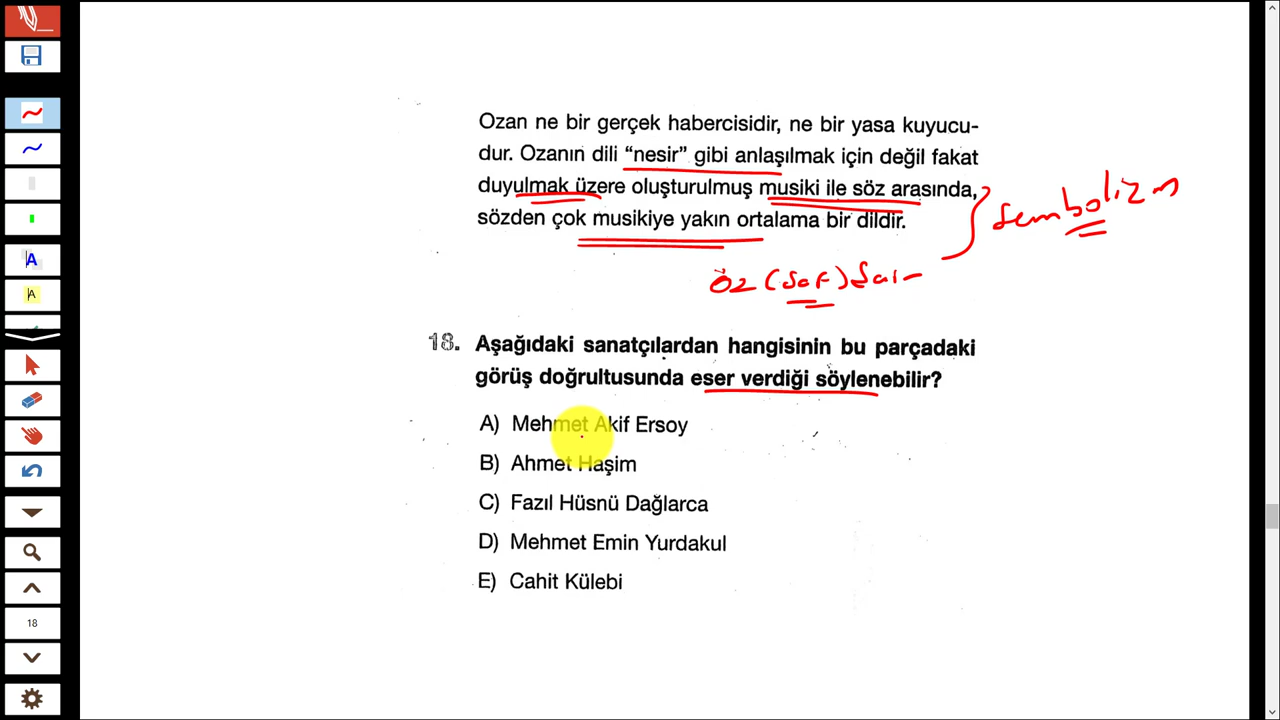 Ozan ne bir gerçek habercisidir, ne bir yasa kuyucu-
dur. Ozanın dili “nesir” gibi anlaşılmak için değil fakat
duyulmak üzere oluşturulmuş musiki ile söz arasında,
sözden çok musikiye yakın ortalama bir dildir.
Sembolizm
Öz (Saf) Şair
18. Aşağıdaki sanatçılardan hangisinin bu parçadaki
görüş doğrultusunda eser verdiği söylenebilir?
A) Mehmet Akif Ersoy
B) Ahmet Haşim
C) Fazıl Hüsnü Dağlarca
D) Mehmet Emin Yurdakul
E) Cahit Külebi
A
A
18